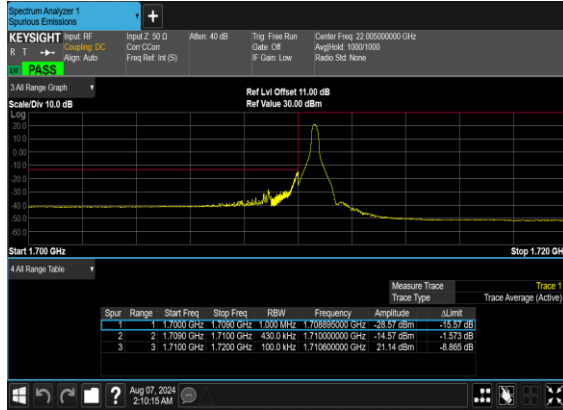 Spectrum Analyzer 1
Spurious Emissions
KEYSIGHT Input: RF Input Z: 50 Ω Atten: 40 dB Trig: Free Run Center Freq: 22.005000000 GHz
R T Coupling: DC Corr CCorr Gate: Off Avg|Hold: 1000/1000
Align: Auto Freq Ref: Int (S) IF Gain: Low Radio Std: None
LXI PASS
3 All Range Graph
Ref Lvl Offset 11.00 dB
Scale/Div 10.0 dB Ref Value 30.00 dBm
Log
20.0
10.0
0.00
-10.0
-20.0
-30.0
-40.0
-50.0
-60.0
Start 1.700 GHz Stop 1.720 GH
4 All Range Table
Measure Trace Trace 1
Trace Type Trace Average (Active)
Spur Range Start Freq Stop Freq RBW Frequency Amplitude ΔLimit
1 1 1.7000 GHz 1.7090 GHz 1.000 MHz 1.708895000 GHz -28.57 dBm -15.57 dB
2 2 1.7090 GHz 1.7100 GHz 430.0 kHz 1.710000000 GHz -14.57 dBm -1.573 dB
3 3 1.7100 GHz 1.7200 GHz 100.0 kHz 1.710600000 GHz 21.14 dBm -8.865 dB
?
Aug 07, 2024
2:10:15 AM